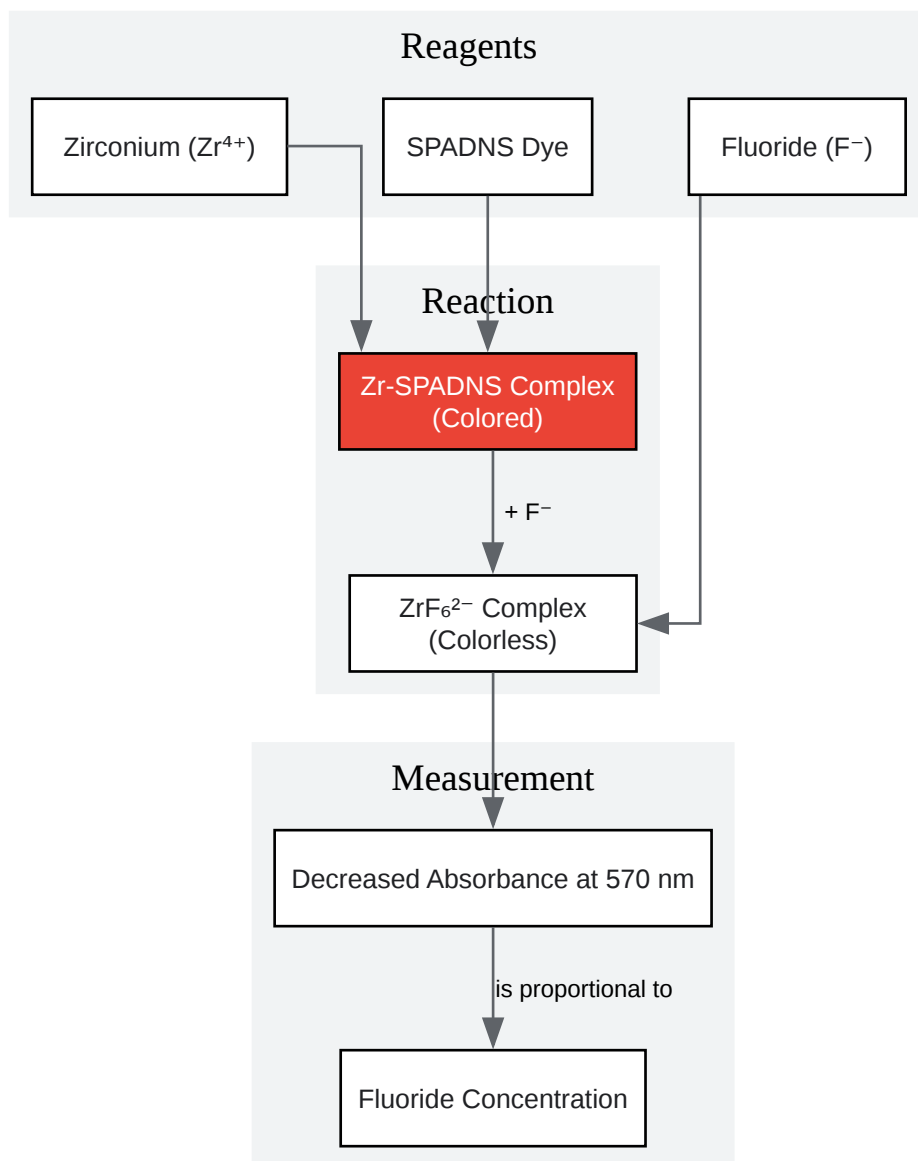 Reagents
Zirconium (Zr⁴⁺)
SPADNS Dye
Fluoride (F⁻)
Reaction
Zr-SPADNS Complex
(Colored)
+ F⁻
ZrF₆²⁻ Complex
(Colorless)
Measurement
Decreased Absorbance at 570 nm
is proportional to
Fluoride Concentration